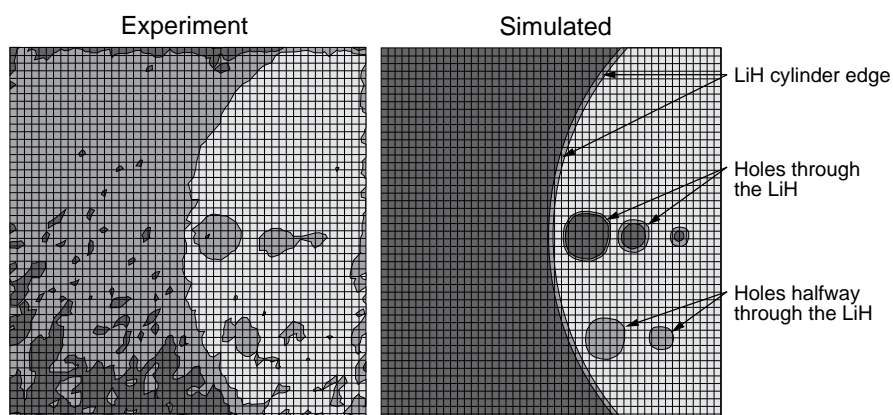 Experiment
Simulated
LiH cylinder edge
Holes through
the LiH
Holes halfway
through the LiH